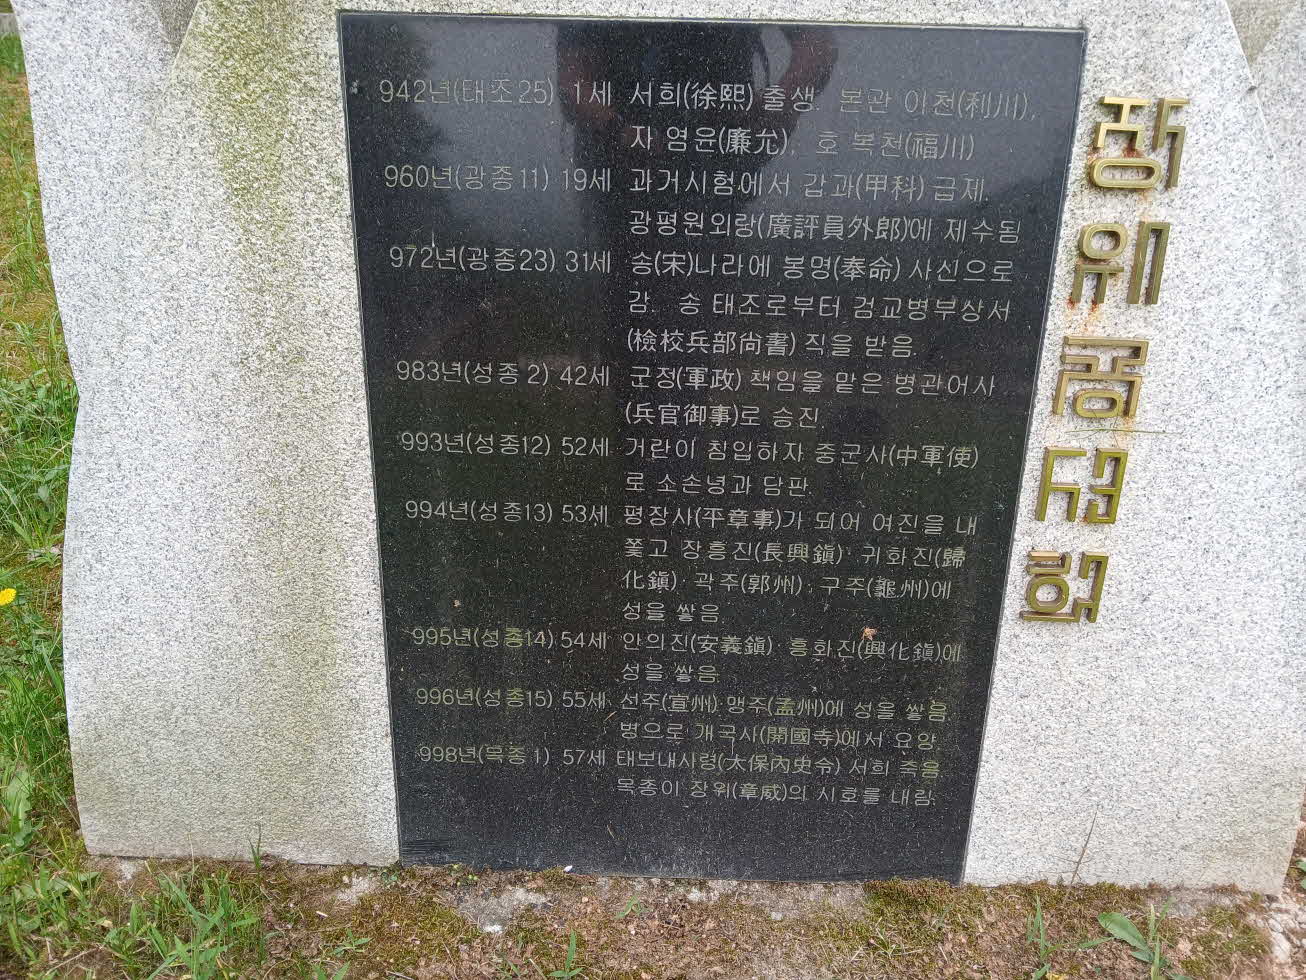 942년(태조25) 1세 서희(徐熙) 출생. 본관 이천(利川),
자 염윤(廉允), 호 복천(福川)
960년(광종11) 19세 과거시험에서 갑과(甲科) 급제.
광평원외랑(廣評員外郎)에 제수됨
972년(광종23) 31세 송(宋)나라에 봉명(奉命) 사신으로
감. 송 태조로부터 검교병부상서
(檢校兵部尙書) 직을 받음.
983년(성종 2) 42세 군정(軍政) 책임을 맡은 병관어사
(兵官御事)로 승진
993년(성종12) 52세 거란이 침입하자 중군사(中軍使)
로 소손녕과 담판.
994년(성종13) 53세 평장사(平章事)가 되어 여진을 내
쫓고 장흥진(長興鎭)·귀화진(歸
化鎭)·곽주(郭州)·구주(龜州)에
성을 쌓음.
995년(성종14) 54세 안의진(安義鎭)·흥화진(興化鎭)에
성을 쌓음.
996년(성종15) 55세 선주(宣州)·맹주(孟州)에 성을 쌓음.
병으로 개국사(開國寺)에서 요양.
998년(목종 1) 57세 태보내사령(太保內史令) 서희 죽음.
목종이 장위(章威)의 시호를 내림.
장위공